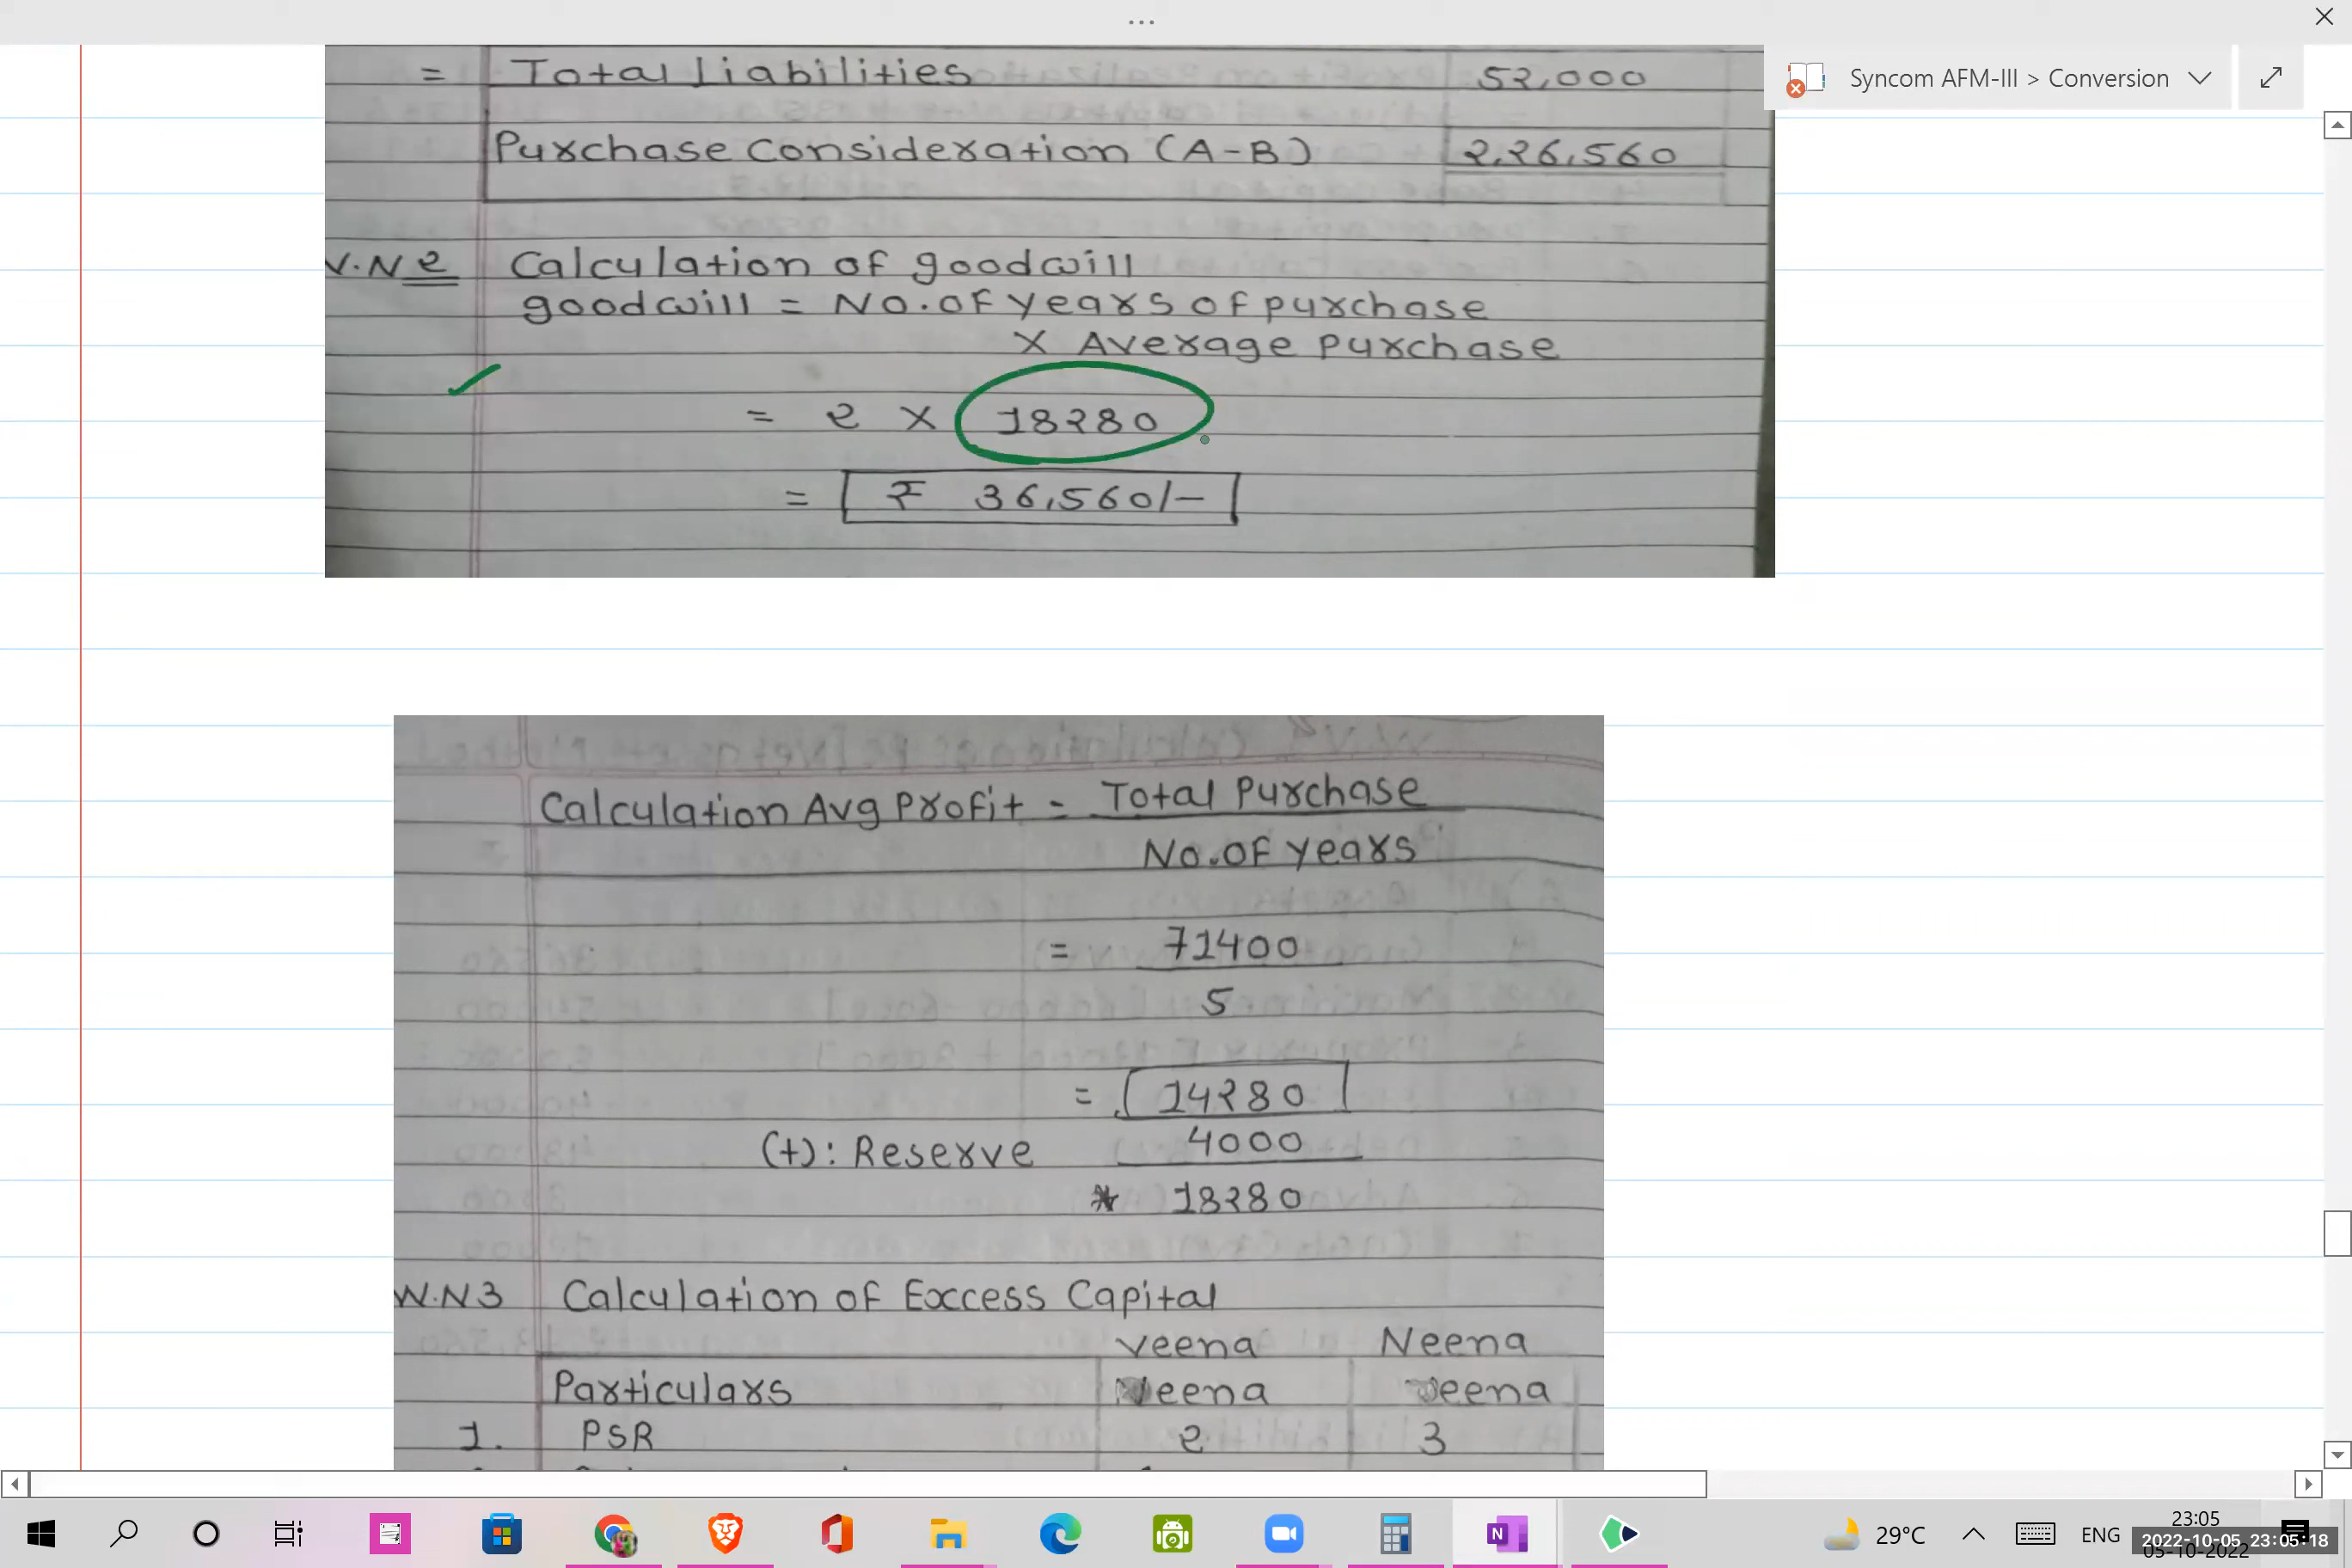 ...
Syncom AFM-III > Conversion
= Total Liabilities 52,000
Purchase Consideration (A-B) 2,26,560
W.N 2 Calculation of goodwill
goodwill = No. of years of purchase
X Average purchase
= 2 X 18280
= ₹ 36,560/-
Calculation Avg Profit = Total Purchase
No. of years
= 71400
5
= 14280
(+): Reserve 4000
* 18280
W.N 3 Calculation of Excess Capital
Veena Neena
Particulars Neena Veena
1. PSR 2 3
N
29°C
ENG
23:05
2022-10-05-23:05:18
05-10-2022